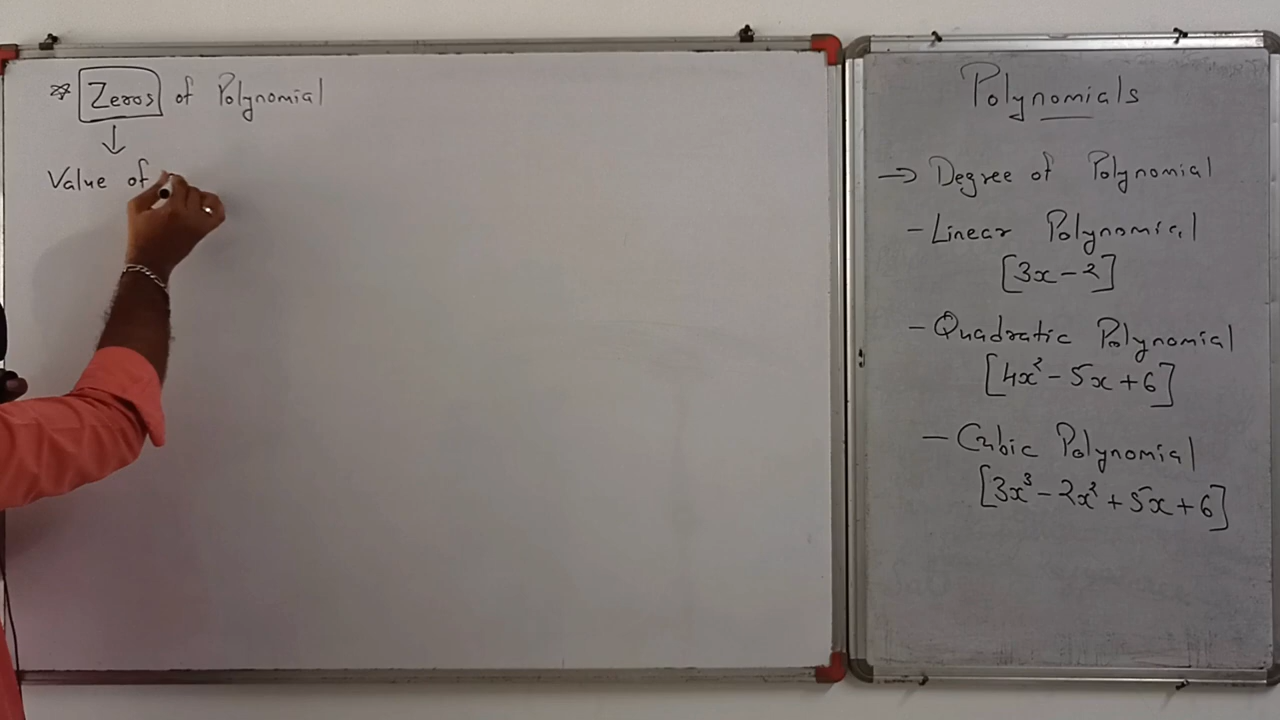 ☆ Zeros of Polynomial
↓
Value of
Polynomials
→ Degree of Polynomial
- Linear Polynomial
[3x - 2]
- Quadratic Polynomial
[4x² - 5x + 6]
- Cubic Polynomial
[3x³ - 2x² + 5x + 6]